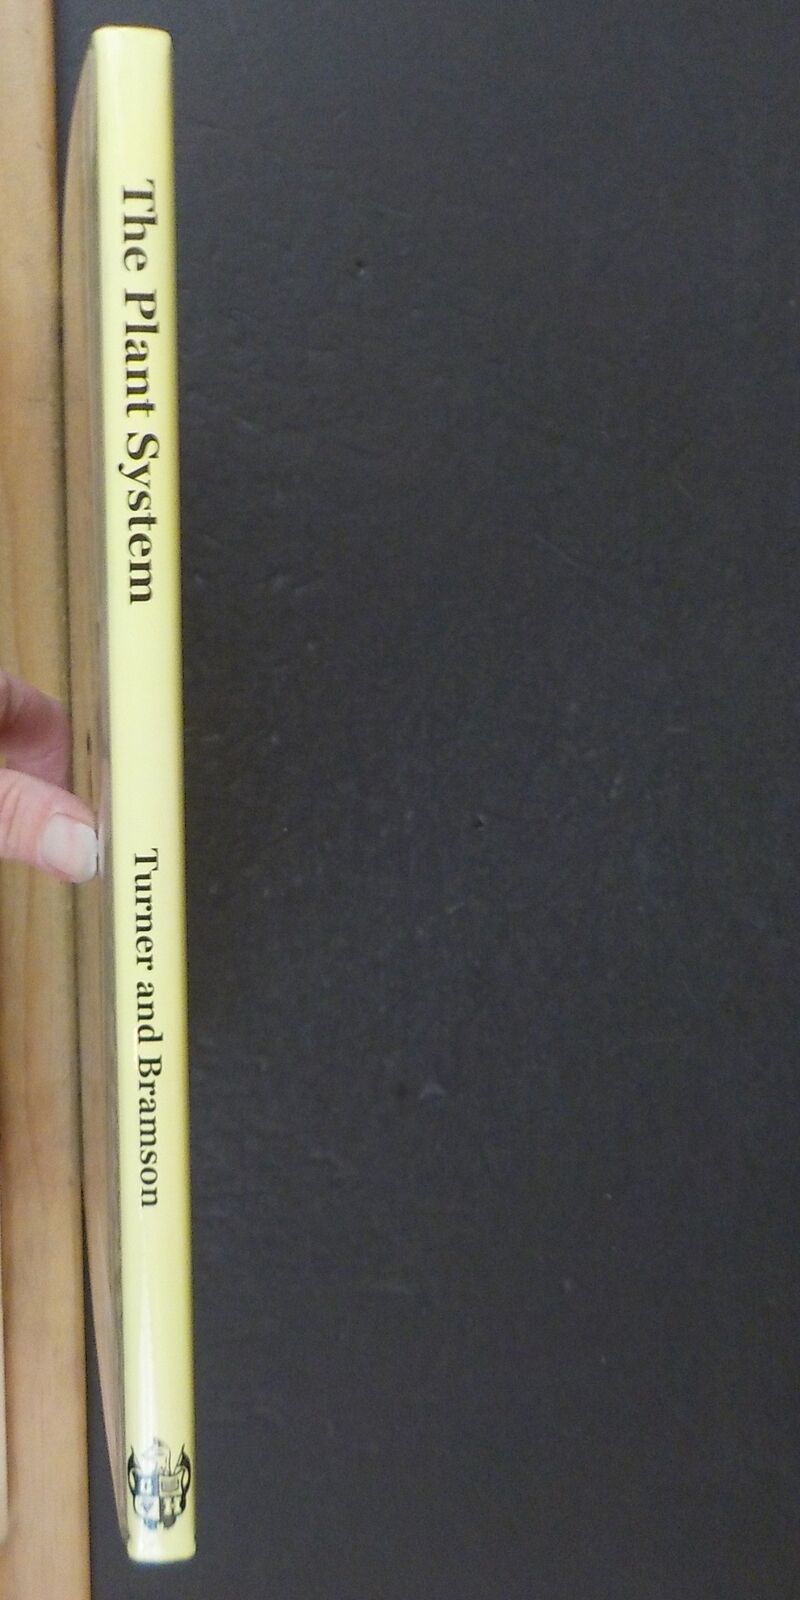 The Plant System
Turner and Bramson